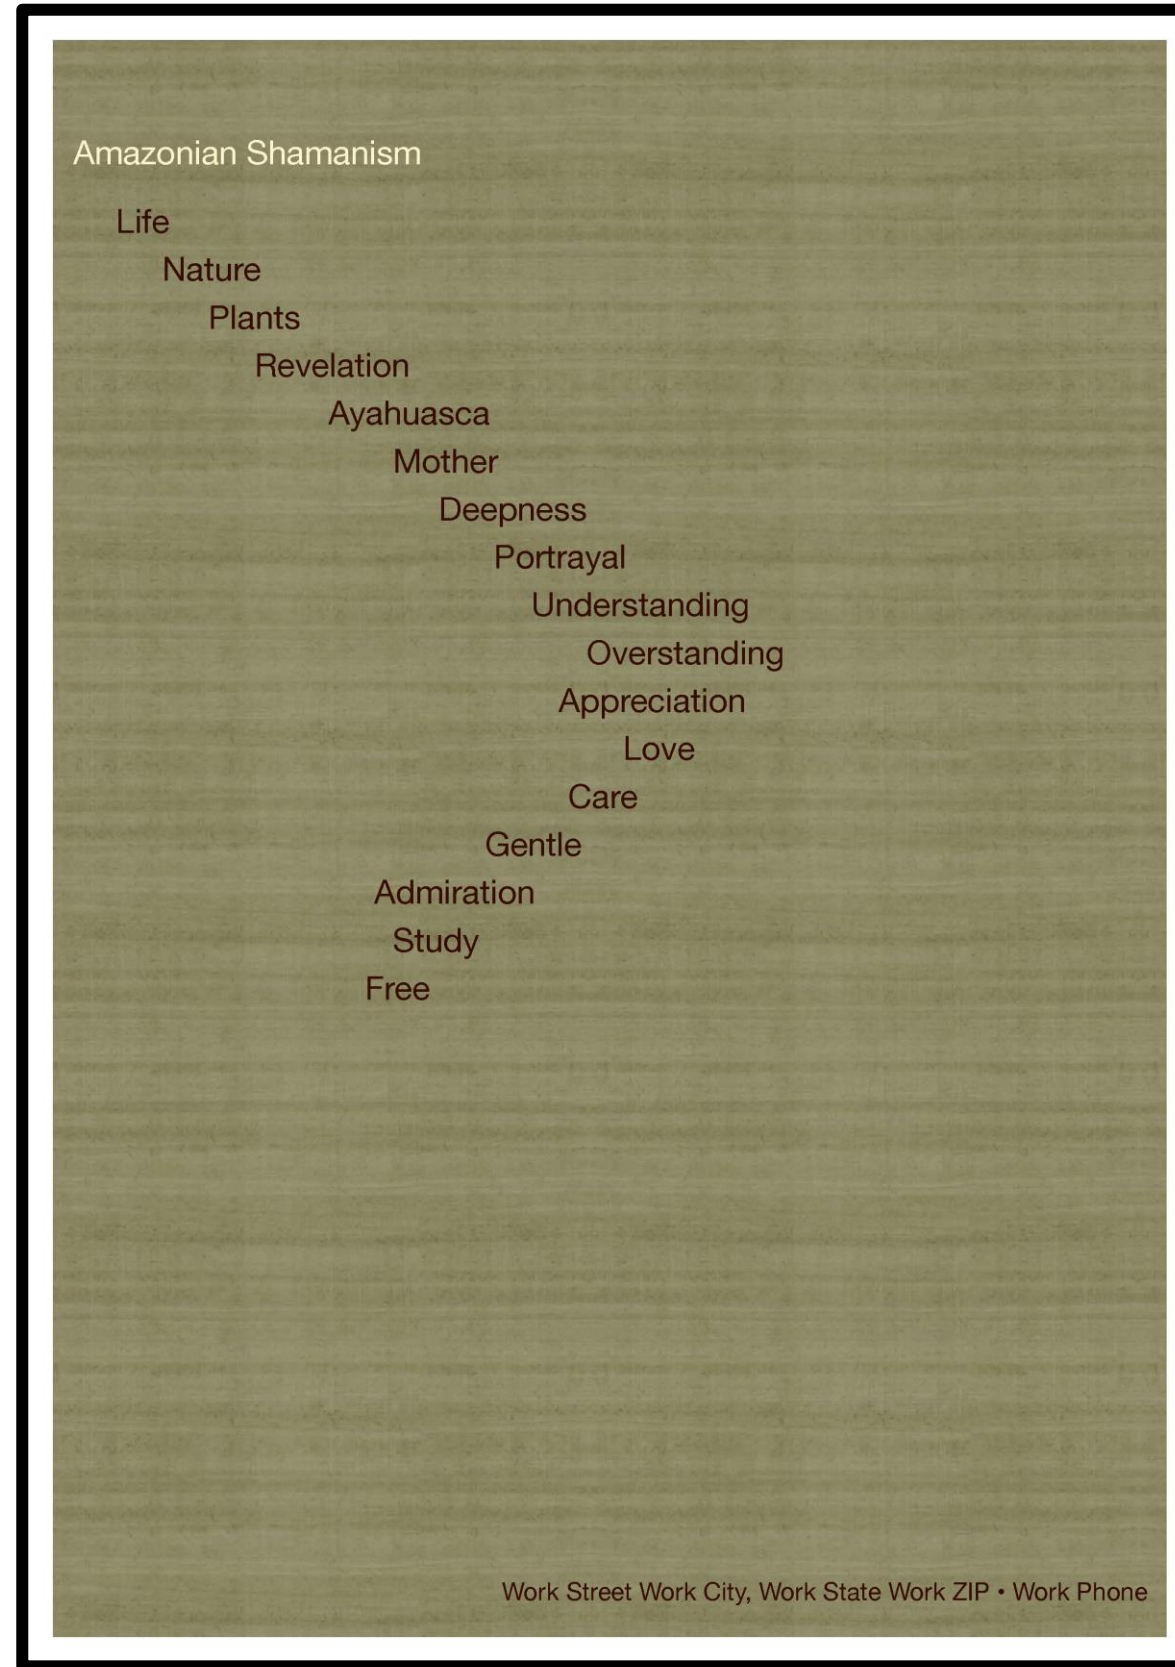 Amazonian Shamanism
Life
Nature
Plants
Revelation
Ayahuasca
Mother
Deepness
Portrayal
Understanding
Overstanding
Appreciation
Love
Care
Gentle
Admiration
Study
Free
Work Street Work City, Work State Work ZIP • Work Phone